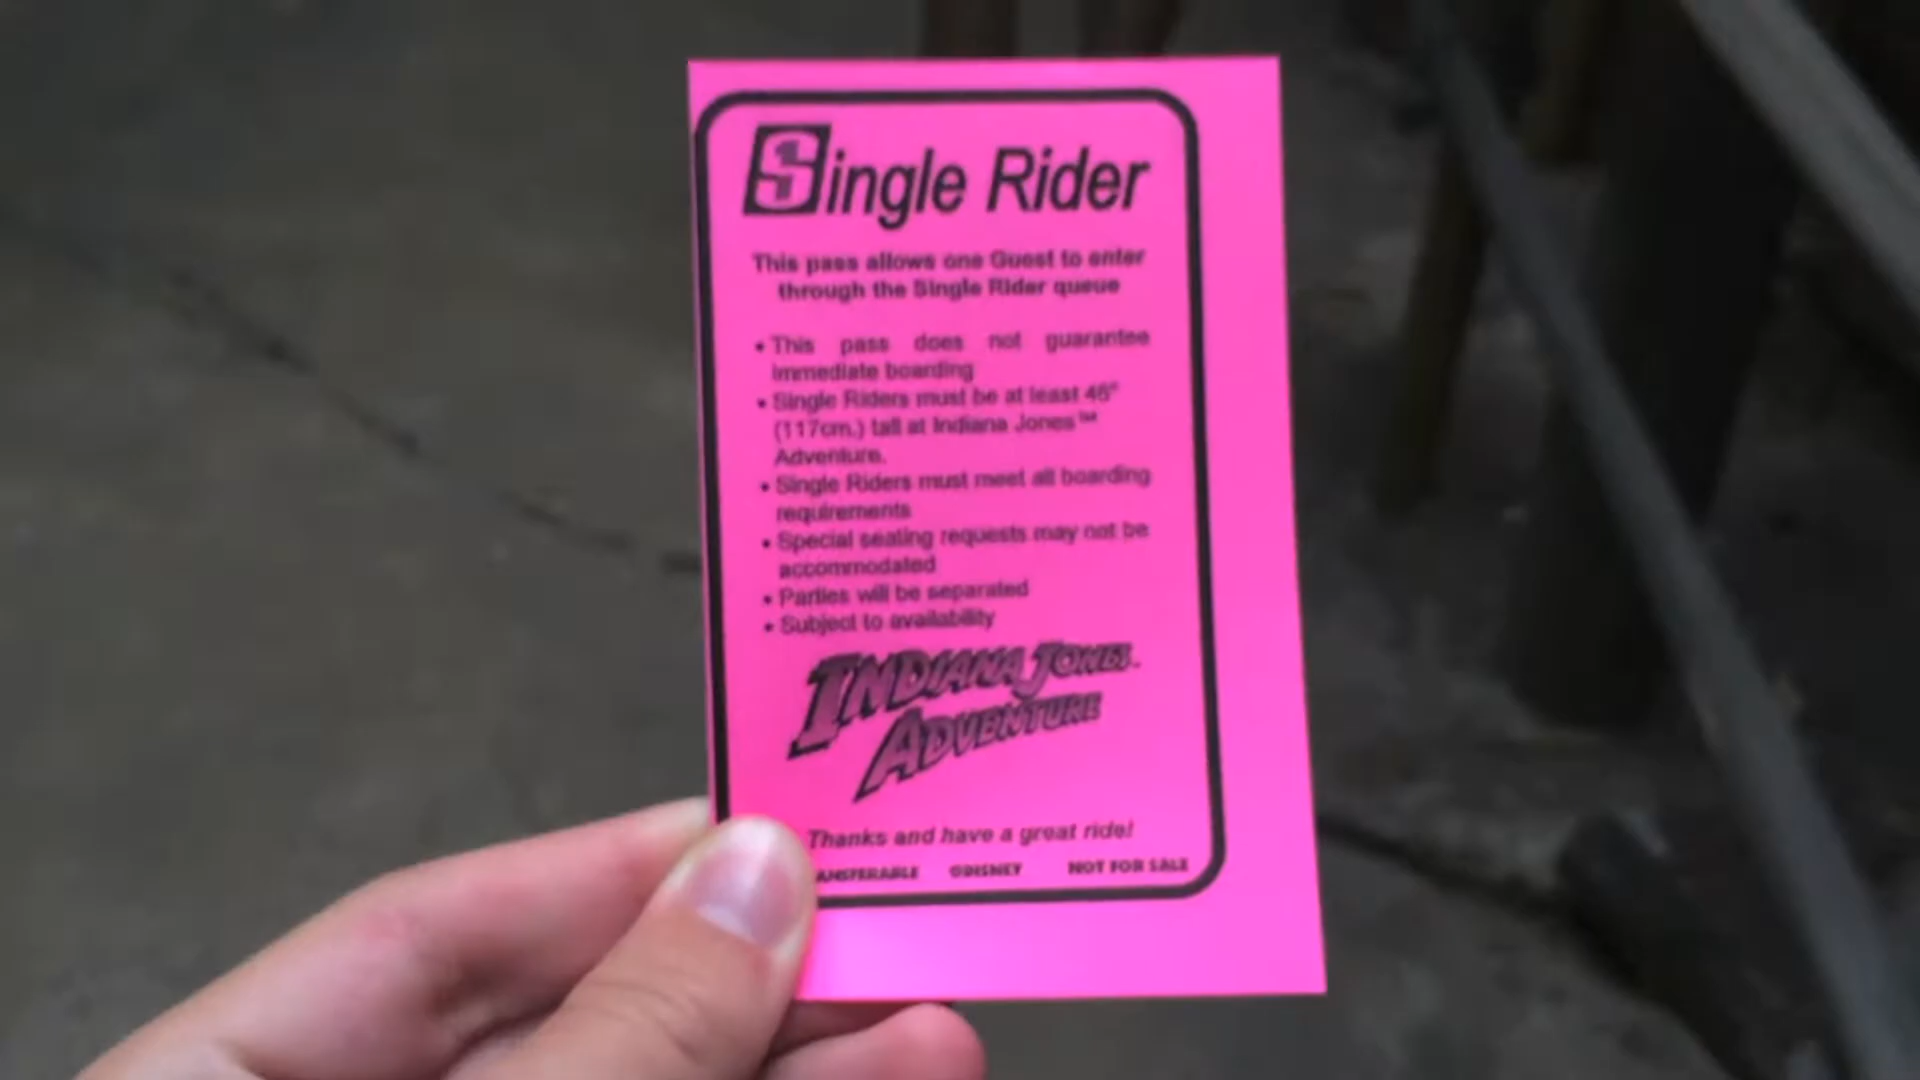 Single Rider
This pass allows one Guest to enter
through the Single Rider queue
• This pass does not guarantee
immediate boarding
• Single Riders must be at least 46"
(117cm.) tall at Indiana Jones™
Adventure.
• Single Riders must meet all boarding
requirements
• Special seating requests may not be
accommodated
• Parties will be separated
• Subject to availability
INDIANA JONES™
ADVENTURE
Thanks and have a great ride!
ANSFERABLE ©DISNEY NOT FOR SALE